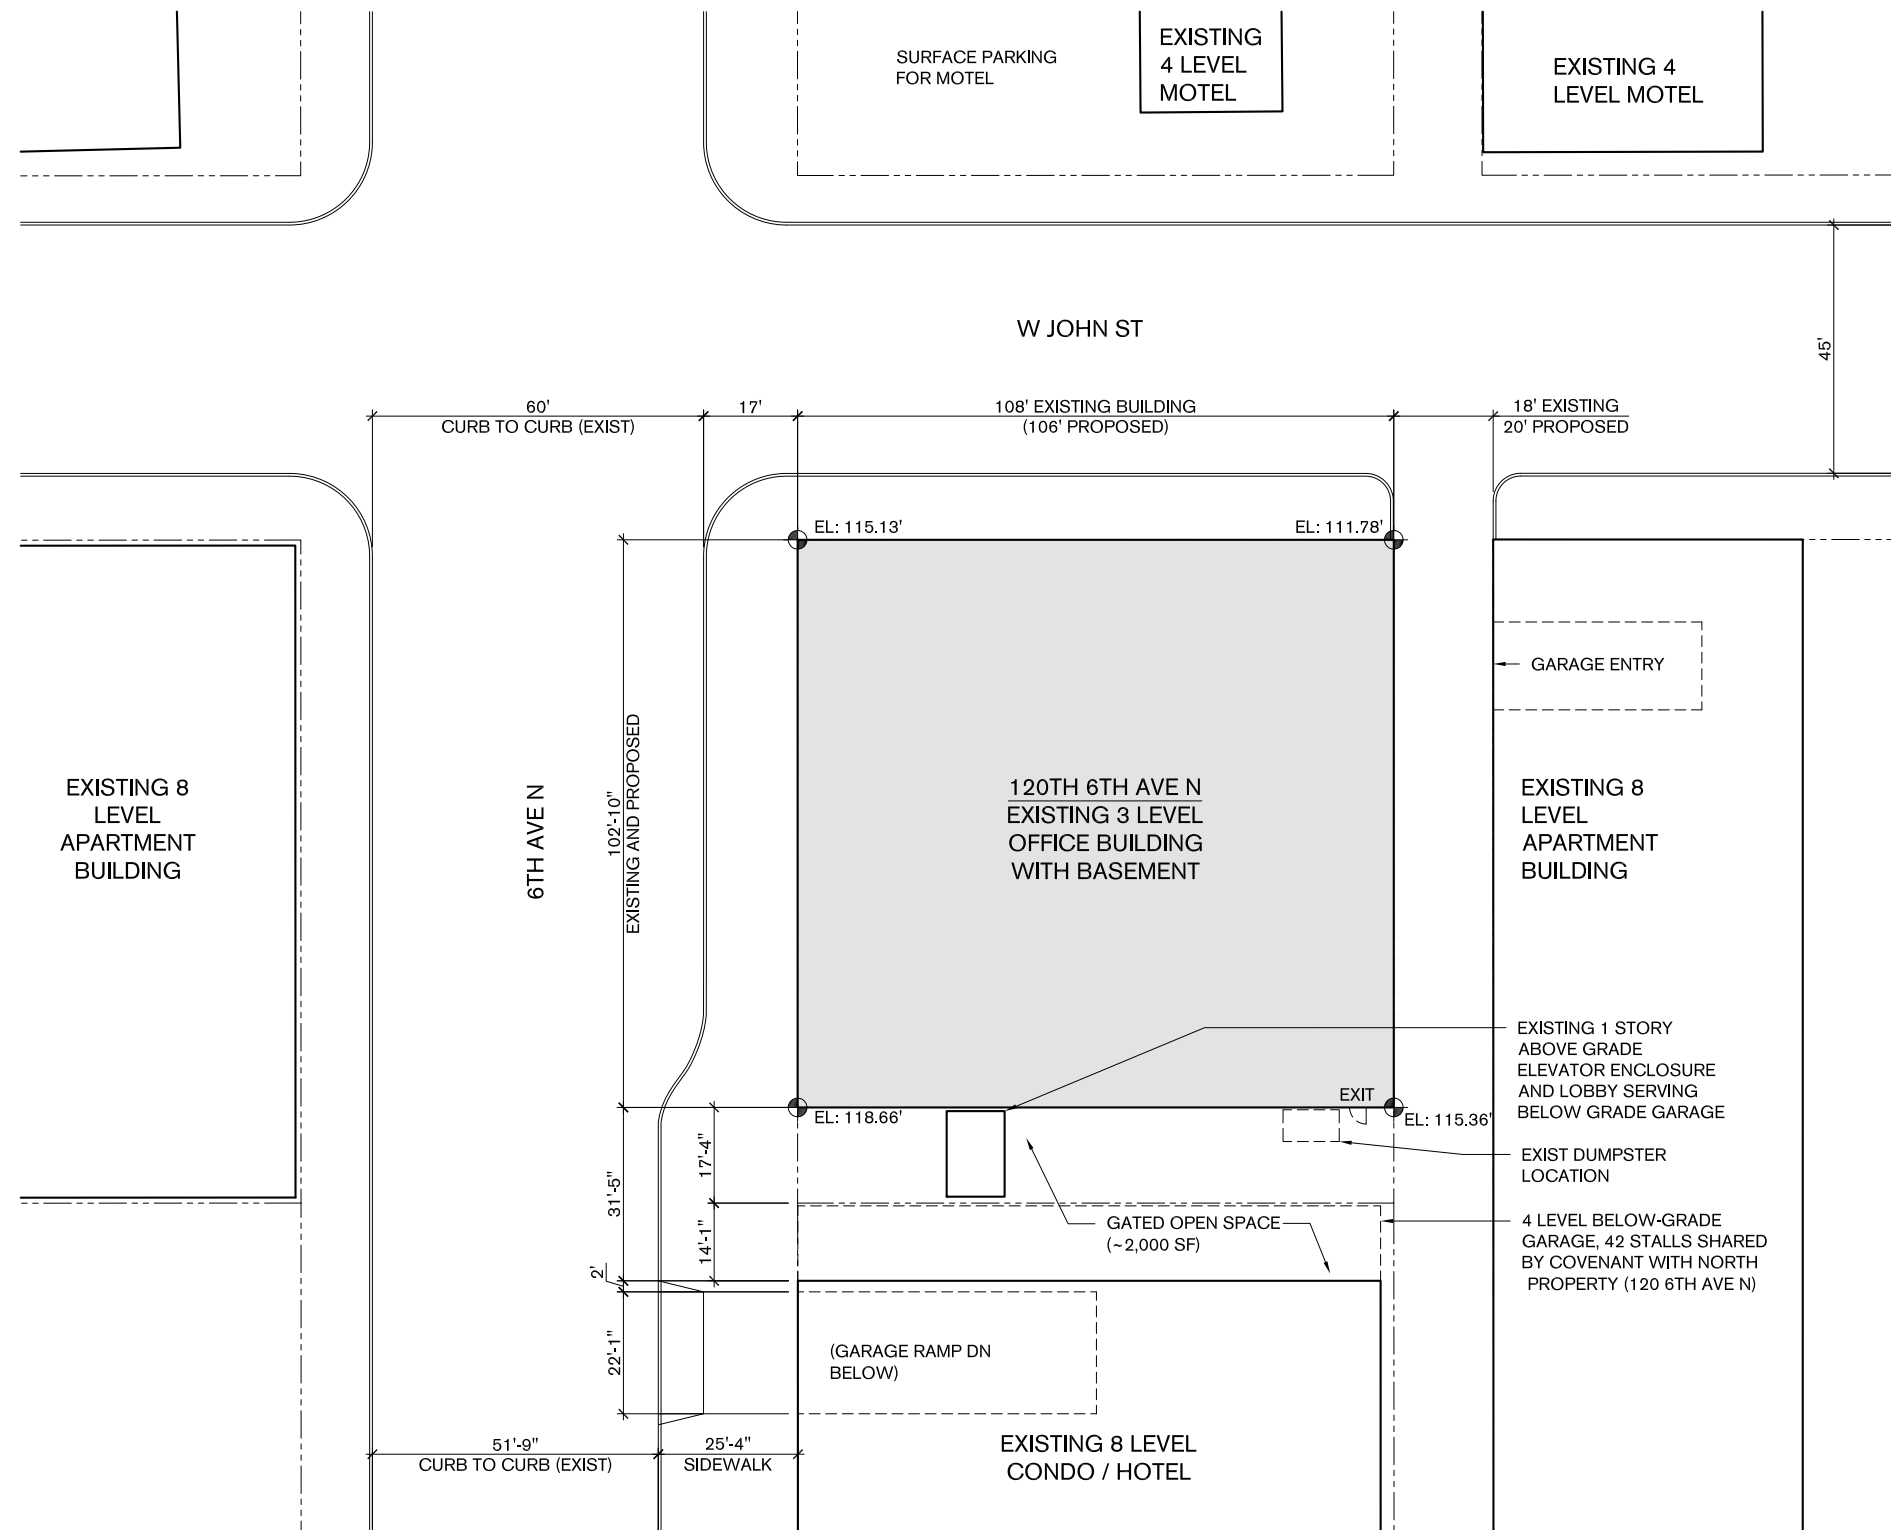 SURFACE PARKING
FOR MOTEL
EXISTING
4 LEVEL
MOTEL
EXISTING 4
LEVEL MOTEL
W JOHN ST
45'
60'
CURB TO CURB (EXIST)
17'
108' EXISTING BUILDING
(106' PROPOSED)
18' EXISTING
20' PROPOSED
EL: 115.13'
EL: 111.78'
GARAGE ENTRY
102'-10"
EXISTING AND PROPOSED
6TH AVE N
EXISTING 8
LEVEL
APARTMENT
BUILDING
120TH 6TH AVE N
EXISTING 3 LEVEL
OFFICE BUILDING
WITH BASEMENT
EXISTING 8
LEVEL
APARTMENT
BUILDING
EXISTING 1 STORY
ABOVE GRADE
ELEVATOR ENCLOSURE
AND LOBBY SERVING
BELOW GRADE GARAGE
EXIT
EL: 118.66'
EL: 115.36'
EXIST DUMPSTER
LOCATION
17'-4"
31'-5"
14'-1"
GATED OPEN SPACE
(~2,000 SF)
4 LEVEL BELOW-GRADE
GARAGE, 42 STALLS SHARED
BY COVENANT WITH NORTH
PROPERTY (120 6TH AVE N)
2'
22'-1"
(GARAGE RAMP DN
BELOW)
51'-9"
CURB TO CURB (EXIST)
25'-4"
SIDEWALK
EXISTING 8 LEVEL
CONDO / HOTEL